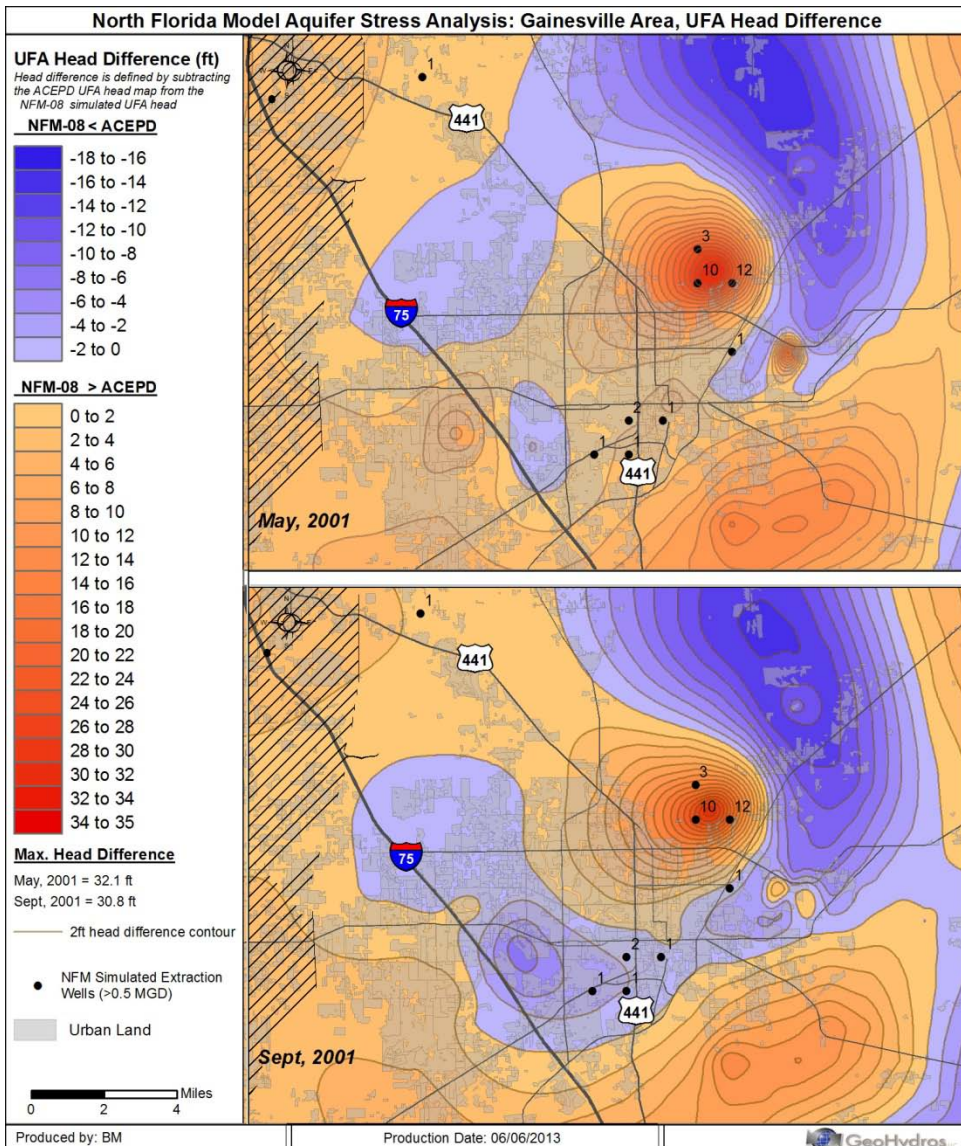 North Florida Model Aquifer Stress Analysis: Gainesville Area, UFA Head Difference
UFA Head Difference (ft)
Head difference is defined by subtracting
the ACEPD UFA head map from the
NFM-08 simulated UFA head
NFM-08 < ACEPD
-18 to -16
-16 to -14
-14 to -12
-12 to -10
-10 to -8
-8 to -6
-6 to -4
-4 to -2
-2 to 0
NFM-08 > ACEPD
0 to 2
2 to 4
4 to 6
6 to 8
8 to 10
10 to 12
12 to 14
14 to 16
16 to 18
18 to 20
20 to 22
22 to 24
24 to 26
26 to 28
28 to 30
30 to 32
32 to 34
34 to 35
Max. Head Difference
May, 2001 = 32.1 ft
Sept, 2001 = 30.8 ft
2ft head difference contour
NFM Simulated Extraction
Wells (>0.5 MGD)
Urban Land
Miles
0 2 4
N
W E
S
1
441
3
10 12
75
1
2 1
1 1
441
May, 2001
N
W E
S
1
441
3
10 12
75
1
2 1
1 1
441
Sept, 2001
Produced by: BM
Production Date: 06/06/2013
GeoHydros